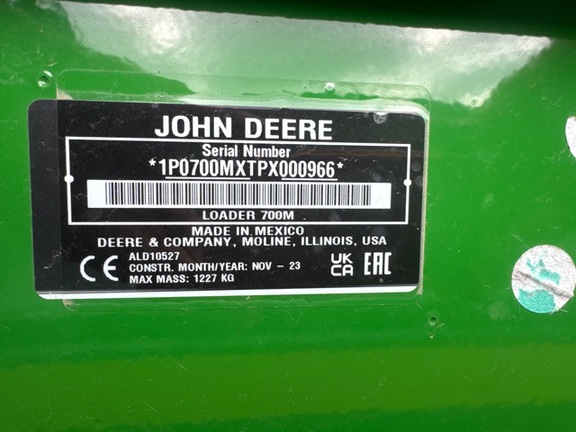 JOHN DEERE
Serial Number
*1P0700MXTPX000966*
LOADER 700M
MADE IN MEXICO
DEERE & COMPANY, MOLINE, ILLINOIS, USA
ALD10527
CONSTR. MONTH/YEAR: NOV - 23
MAX MASS: 1227 KG
CE
UK
CA
EAC